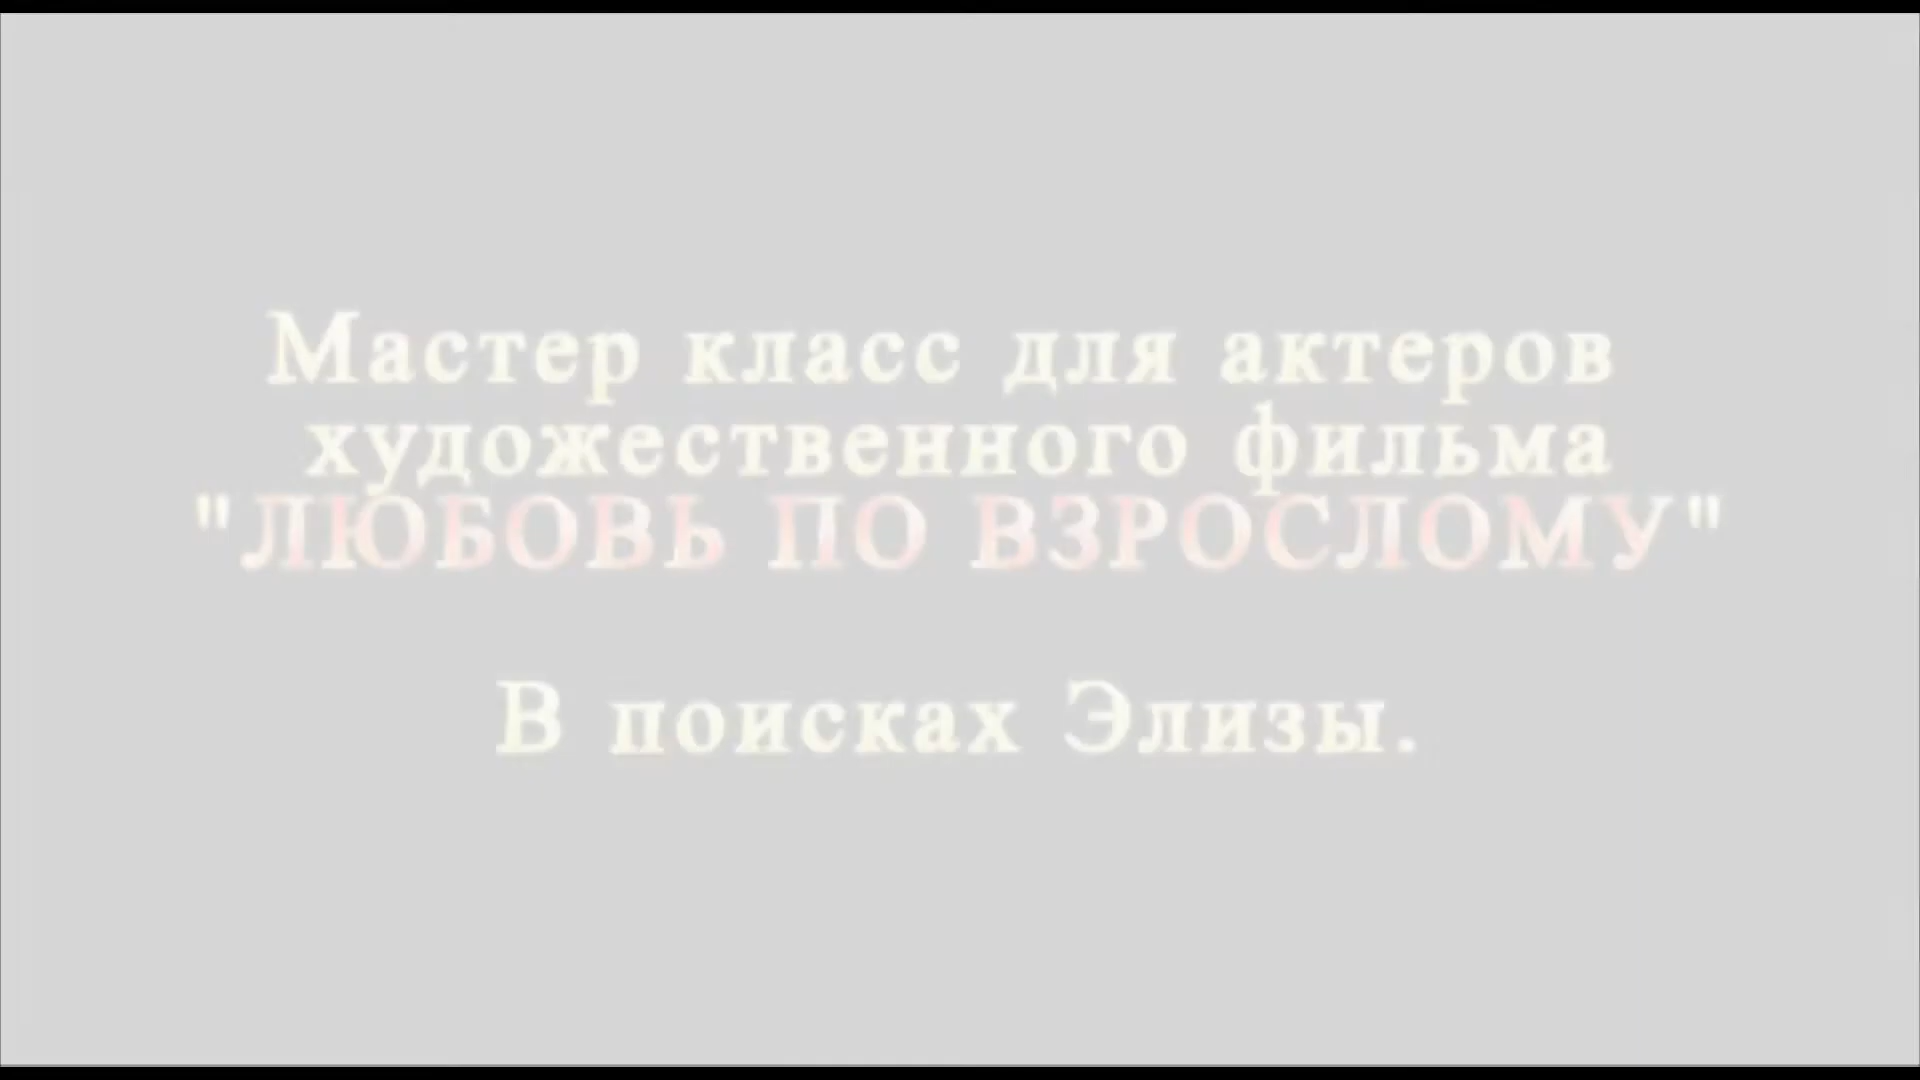 Мастер класс для актеров
художественного фильма
"ЛЮБОВЬ ПО ВЗРОСЛОМУ"
В поисках Элизы.